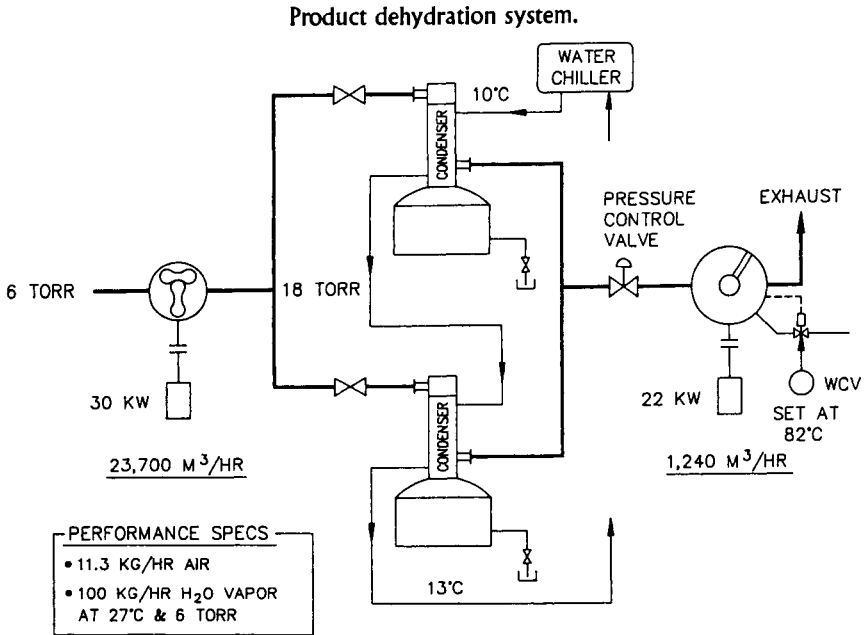 Product dehydration system.
WATER
CHILLER
10°C
CONDENSER
PRESSURE
CONTROL
VALVE
EXHAUST
6 TORR
18 TORR
30 KW
23,700 M³/HR
CONDENSER
22 KW
WCV
SET AT
82°C
1,240 M³/HR
13°C
PERFORMANCE SPECS
• 11.3 KG/HR AIR
• 100 KG/HR H₂O VAPOR
AT 27°C & 6 TORR